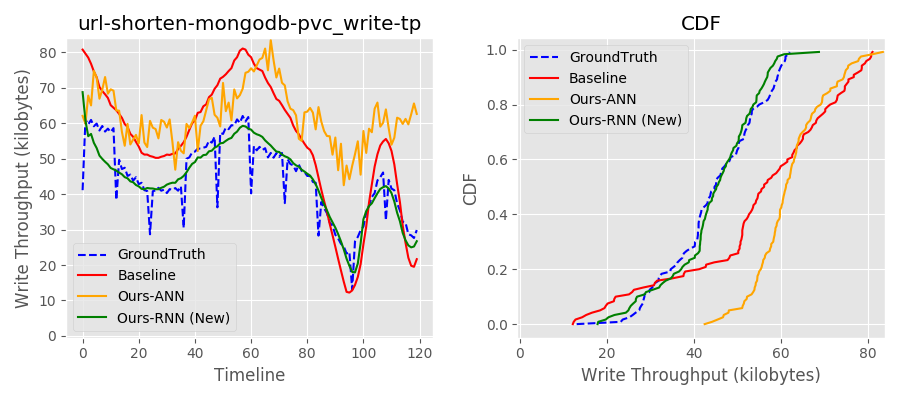 url-shorten-mongodb-pvc_write-tp
Write Throughput (kilobytes)
80
70
60
50
40
30
20
10
0
GroundTruth
Baseline
Ours-ANN
Ours-RNN (New)
0 20 40 60 80 100 120
Timeline
CDF
CDF
1.0
0.8
0.6
0.4
0.2
0.0
GroundTruth
Baseline
Ours-ANN
Ours-RNN (New)
0 20 40 60 80
Write Throughput (kilobytes)